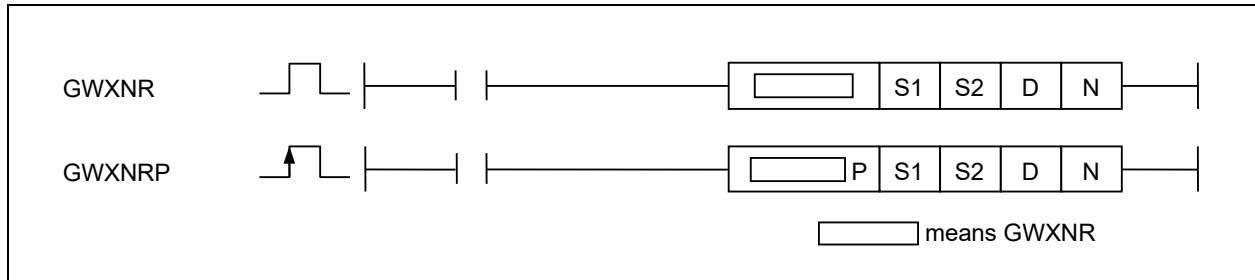 GWXNR S1 S2 D N
GWXNRP P S1 S2 D N
means GWXNR